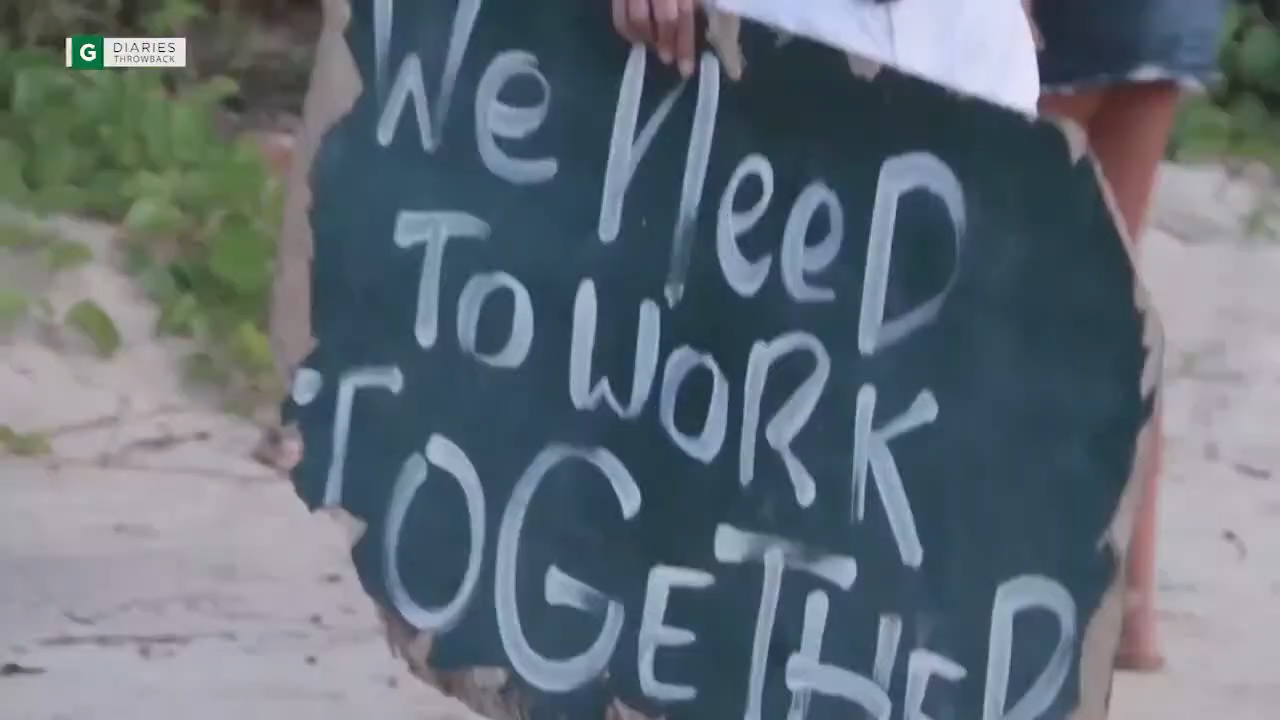 G DIARIES
THROWBACK
We NeeD
To WORK
TOGETHER